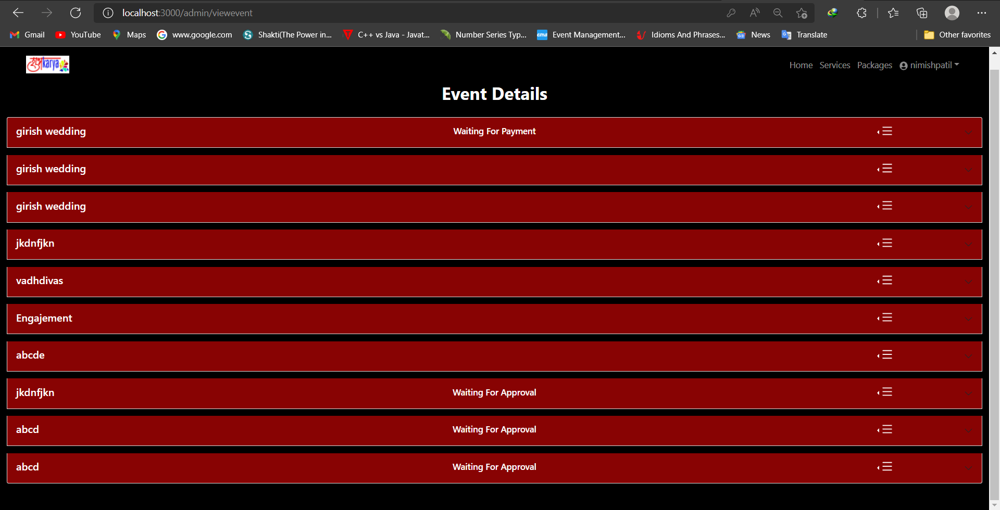 localhost:3000/admin/viewevent
Gmail YouTube Maps www.google.com Shakti(The Power in... C++ vs Java - Javat... Number Series Typ... Event Management... Idioms And Phrases... News Translate Other favorites
karya Home Services Packages nimishpatil
Event Details
girish wedding Waiting For Payment
girish wedding
girish wedding
jkdnfjkn
vadhdivas
Engajement
abcde
jkdnfjkn Waiting For Approval
abcd Waiting For Approval
abcd Waiting For Approval